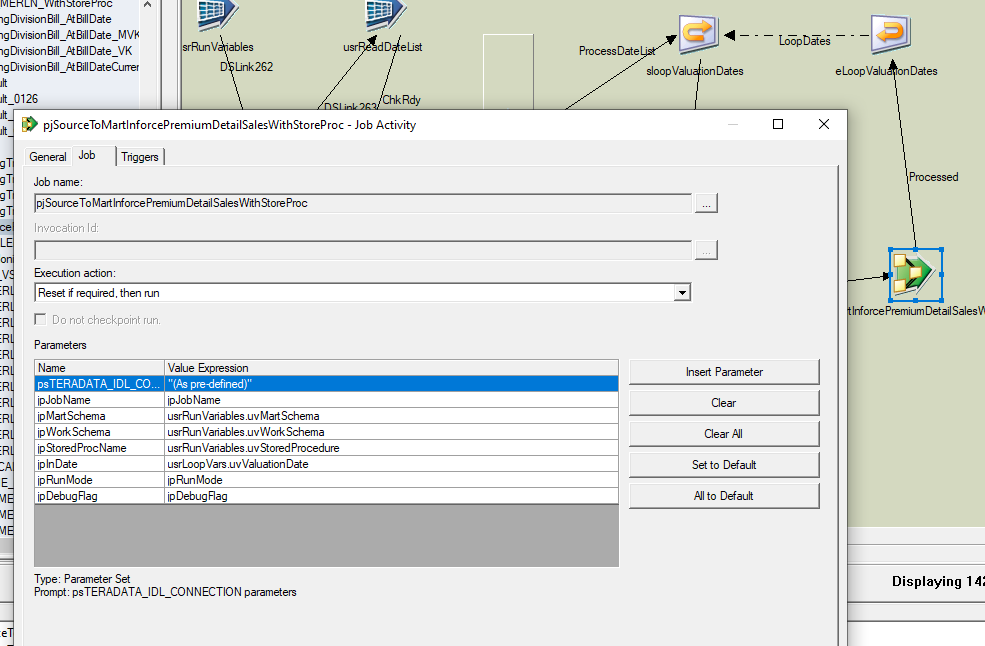 MERLN_WithStoreProc
ngDivisionBill_AtBillDate
ngDivisionBill_AtBillDate_MVK
ngDivisionBill_AtBillDate_VK
ngDivisionBill_AtBillDateCurren
ult
ult_0126
srRunVariables
usrReadDateList
DSLink262
DSLink263
ChkRdy
ProcessDateList
sloopValuationDates
LoopDates
eLoopValuationDates
Processed
tInforcePremiumDetailSalesW
pjSourceToMartInforcePremiumDetailSalesWithStoreProc - Job Activity
General
Job
Triggers
Job name:
pjSourceToMartInforcePremiumDetailSalesWithStoreProc
...
Invocation Id:
...
Execution action:
Reset if required, then run
Do not checkpoint run.
Parameters
Name Value Expression
psTERADATA_IDL_CO... "(As pre-defined)"
jpJobName jpJobName
jpMartSchema usrRunVariables.uvMartSchema
jpWorkSchema usrRunVariables.uvWorkSchema
jpStoredProcName usrRunVariables.uvStoredProcedure
jpInDate usrLoopVars.uvValuationDate
jpRunMode jpRunMode
jpDebugFlag jpDebugFlag
Insert Parameter
Clear
Clear All
Set to Default
All to Default
Type: Parameter Set
Prompt: psTERADATA_IDL_CONNECTION parameters
Displaying 142